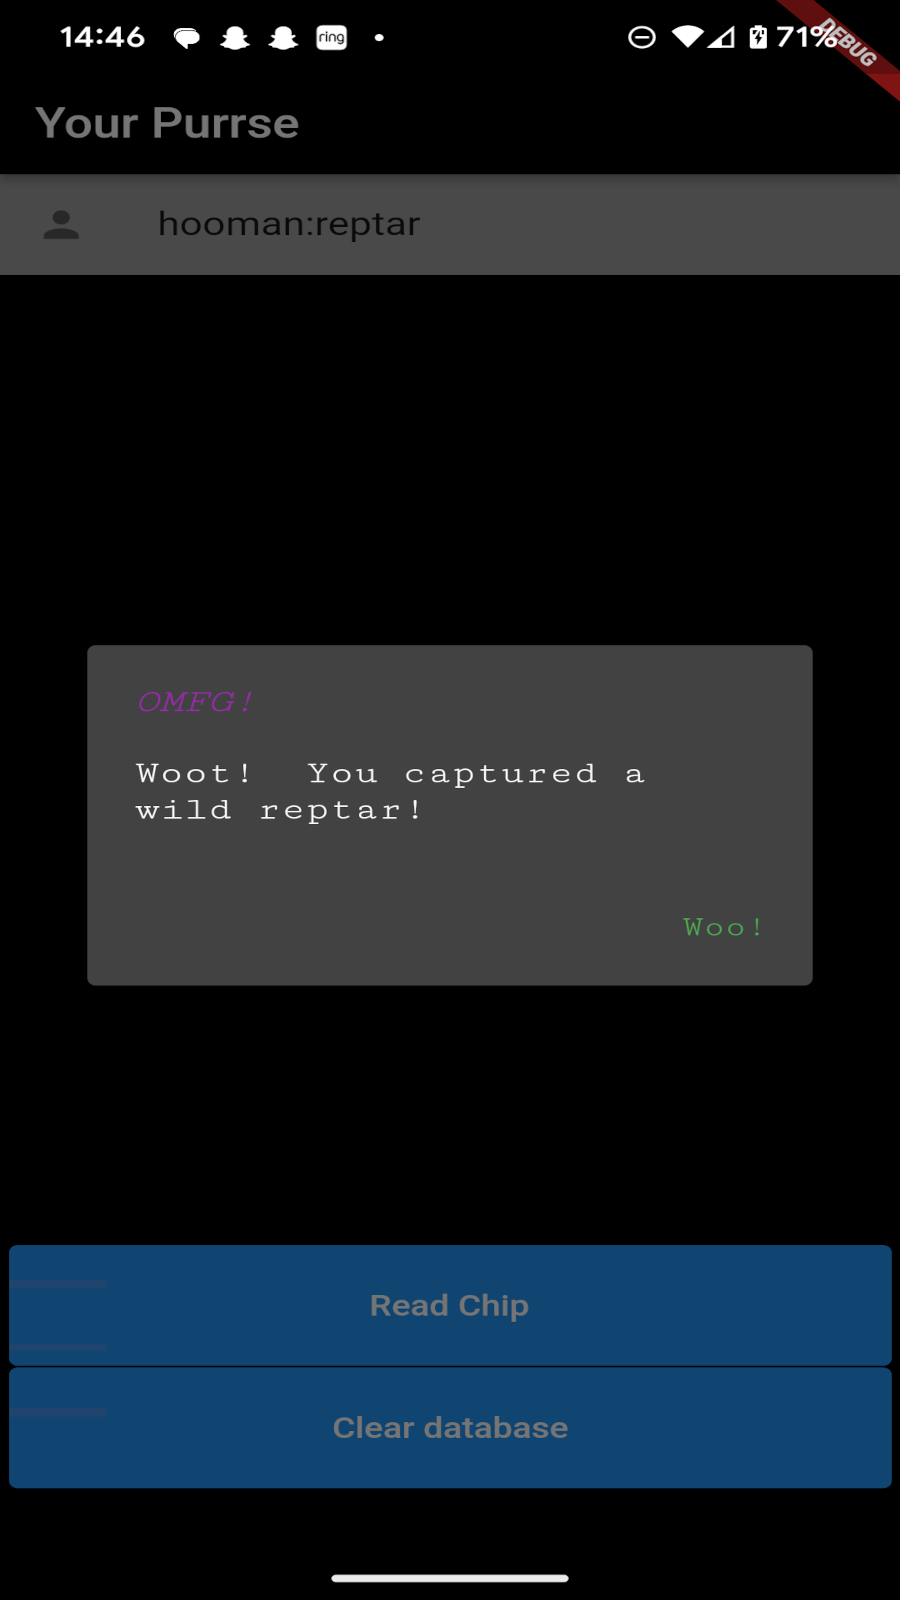 14:46 ring 71%
DEBUG
Your Purrse
hooman:reptar
OMFG!
Woot!  You captured a
wild reptar!
Woo!
Read Chip
Clear database